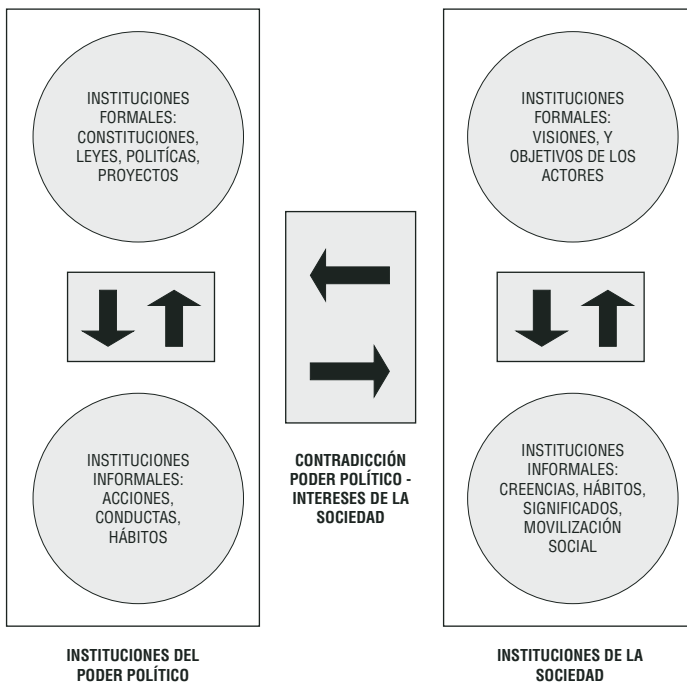 INSTITUCIONES
FORMALES:
CONSTITUCIONES,
LEYES, POLITÍCAS,
PROYECTOS
INSTITUCIONES
INFORMALES:
ACCIONES,
CONDUCTAS,
HÁBITOS
INSTITUCIONES DEL
PODER POLÍTICO
CONTRADICCIÓN
PODER POLÍTICO -
INTERESES DE LA
SOCIEDAD
INSTITUCIONES
FORMALES:
VISIONES, Y
OBJETIVOS DE LOS
ACTORES
INSTITUCIONES
INFORMALES:
CREENCIAS, HÁBITOS,
SIGNIFICADOS,
MOVILIZACIÓN
SOCIAL
INSTITUCIONES DE LA
SOCIEDAD